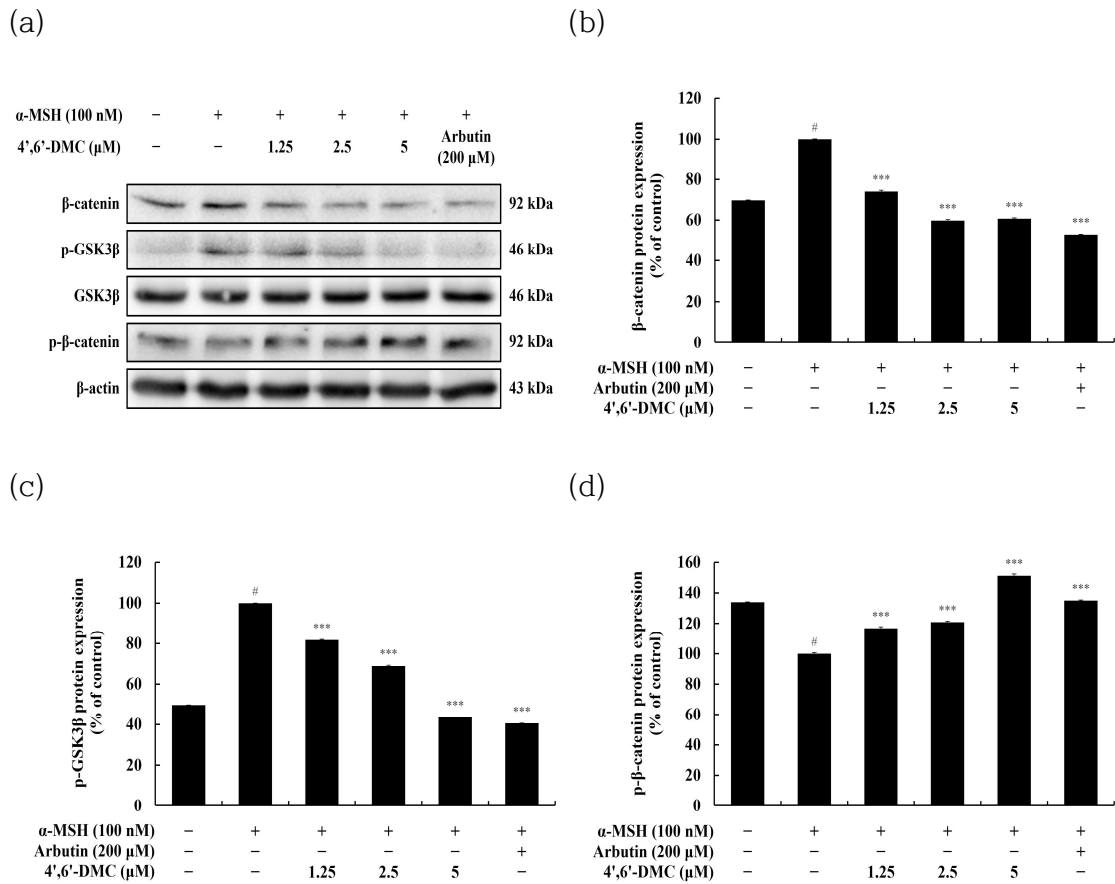 (a)
α-MSH (100 nM) – + + + + +
4',6'-DMC (μM) – – 1.25 2.5 5 Arbutin
(200 μM)
β-catenin 92 kDa
p-GSK3β 46 kDa
GSK3β 46 kDa
p-β-catenin 92 kDa
β-actin 43 kDa
(b)
β-catenin protein expression
(% of control)
120
100
80
60
40
20
0
#
***
***
***
***
α-MSH (100 nM) – + + + + +
Arbutin (200 μM) – – – – – +
4',6'-DMC (μM) – – 1.25 2.5 5 –
(c)
p-GSK3β protein expression
(% of control)
120
100
80
60
40
20
0
#
***
***
***
***
α-MSH (100 nM) – + + + + +
Arbutin (200 μM) – – – – – +
4',6'-DMC (μM) – – 1.25 2.5 5 –
(d)
p-β-catenin protein expression
(% of control)
160
140
120
100
80
60
40
20
0
#
***
***
***
***
α-MSH (100 nM) – + + + + +
Arbutin (200 μM) – – – – – +
4',6'-DMC (μM) – – 1.25 2.5 5 –